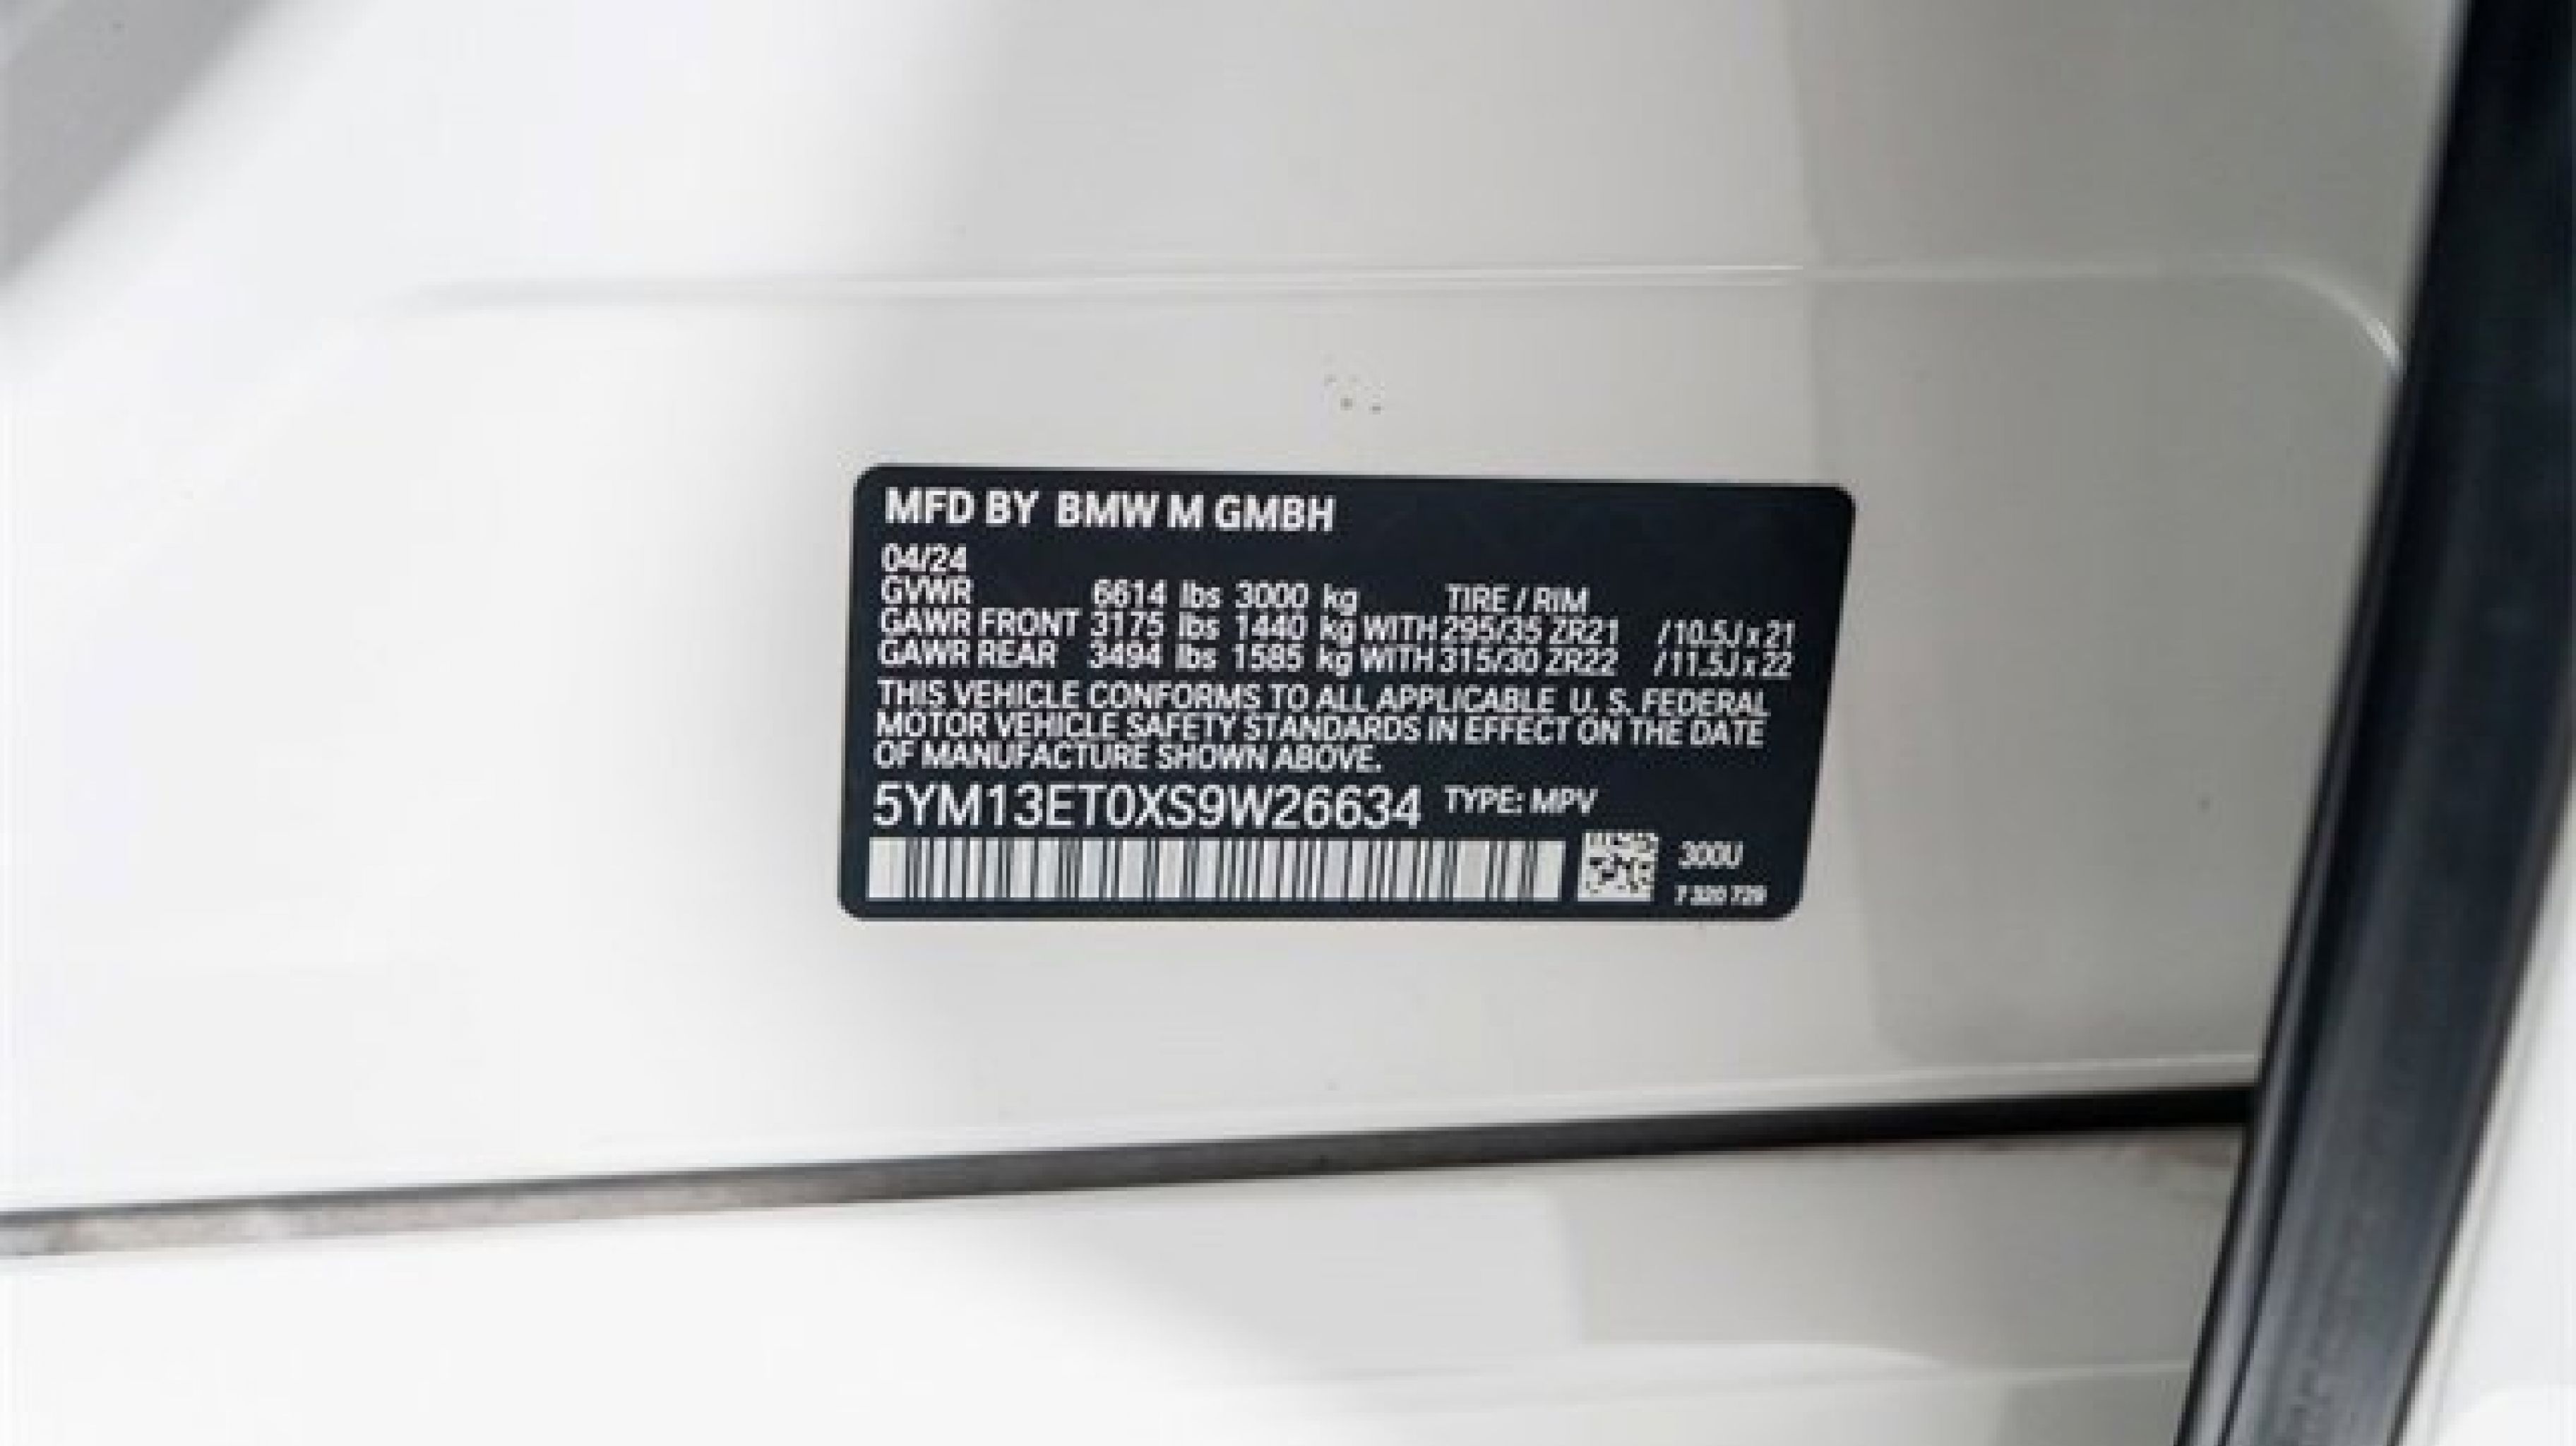 MFD BY BMW M GMBH
04/24
GVWR 6614 lbs 3000 kg TIRE / RIM
GAWR FRONT 3175 lbs 1440 kg WITH 295/35 ZR21 / 10.5J x 21
GAWR REAR 3494 lbs 1585 kg WITH 315/30 ZR22 / 11.5J x 22
THIS VEHICLE CONFORMS TO ALL APPLICABLE U. S. FEDERAL
MOTOR VEHICLE SAFETY STANDARDS IN EFFECT ON THE DATE
OF MANUFACTURE SHOWN ABOVE.
5YM13ET0XS9W26634 TYPE: MPV
300U
7 320 729